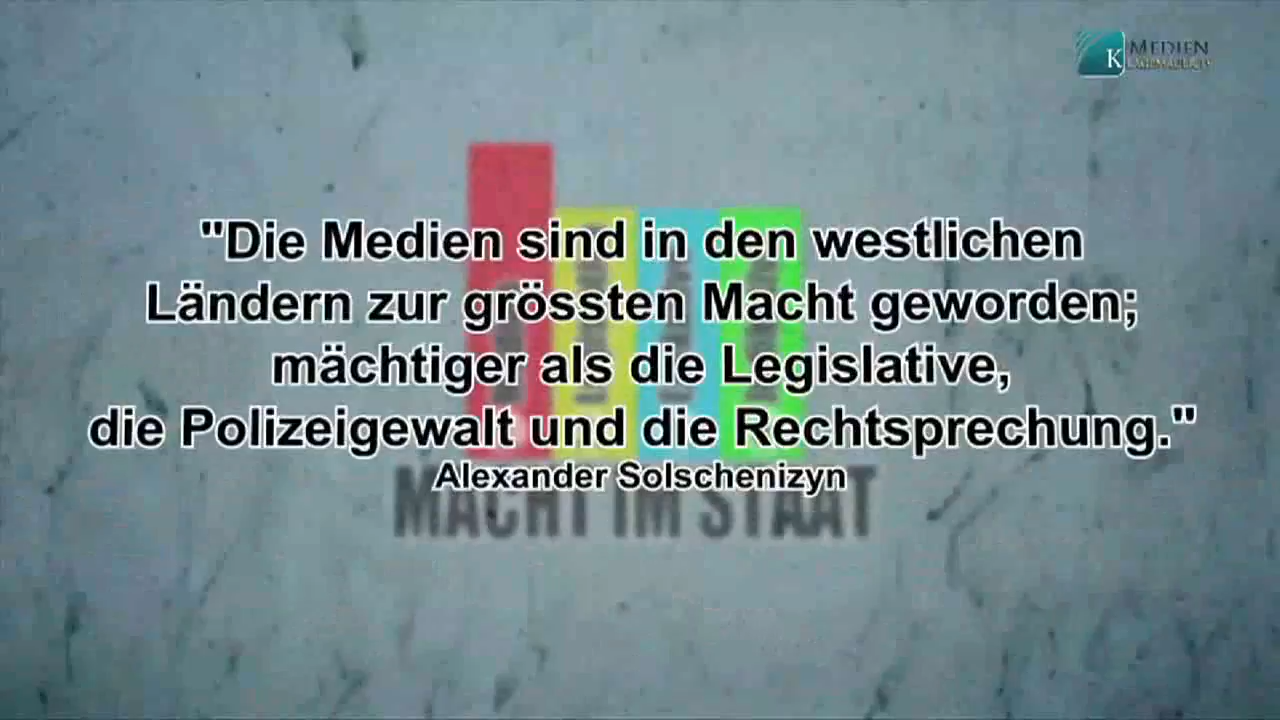 MEDIEN
"Die Medien sind in den westlichen
Ländern zur grössten Macht geworden;
mächtiger als die Legislative,
die Polizeigewalt und die Rechtsprechung."
Alexander Solschenizyn
MACHT IM STAAT